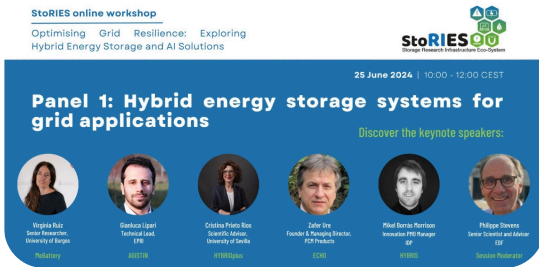 StoRIES online workshop
Optimising Grid Resilience: Exploring
Hybrid Energy Storage and AI Solutions
StoRIES
Storage Research Infrastructure Eco-System
25 June 2024 | 10:00 - 12:00 CEST
Panel 1: Hybrid energy storage systems for
grid applications
Discover the keynote speakers:
Virginia Ruiz
Senior Researcher,
University of Burgos
MeBattery
Gianluca Lipari
Technical Lead,
EPRI
AGISTIN
Cristina Prieto Rios
Scientific Advisor,
University of Sevilla
HYBRIDplus
Zafer Ure
Founder & Managing Director,
PCM Products
ECHO
Mikel Borràs Morrison
Innovation PMO Manager
IDP
HYBRIS
Philippe Stevens
Senior Scientist and Advisor
EDF
Session Moderator